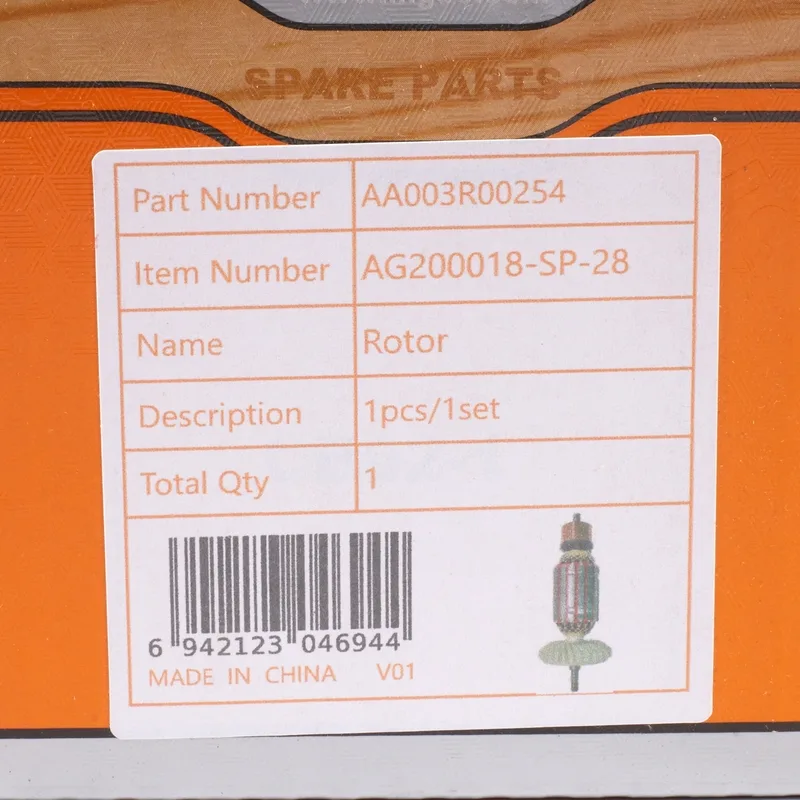 SPARE PARTS
Part Number AA003R00254
Item Number AG200018-SP-28
Name Rotor
Description 1pcs/1set
Total Qty 1
6 942123 046944
MADE IN CHINA V01